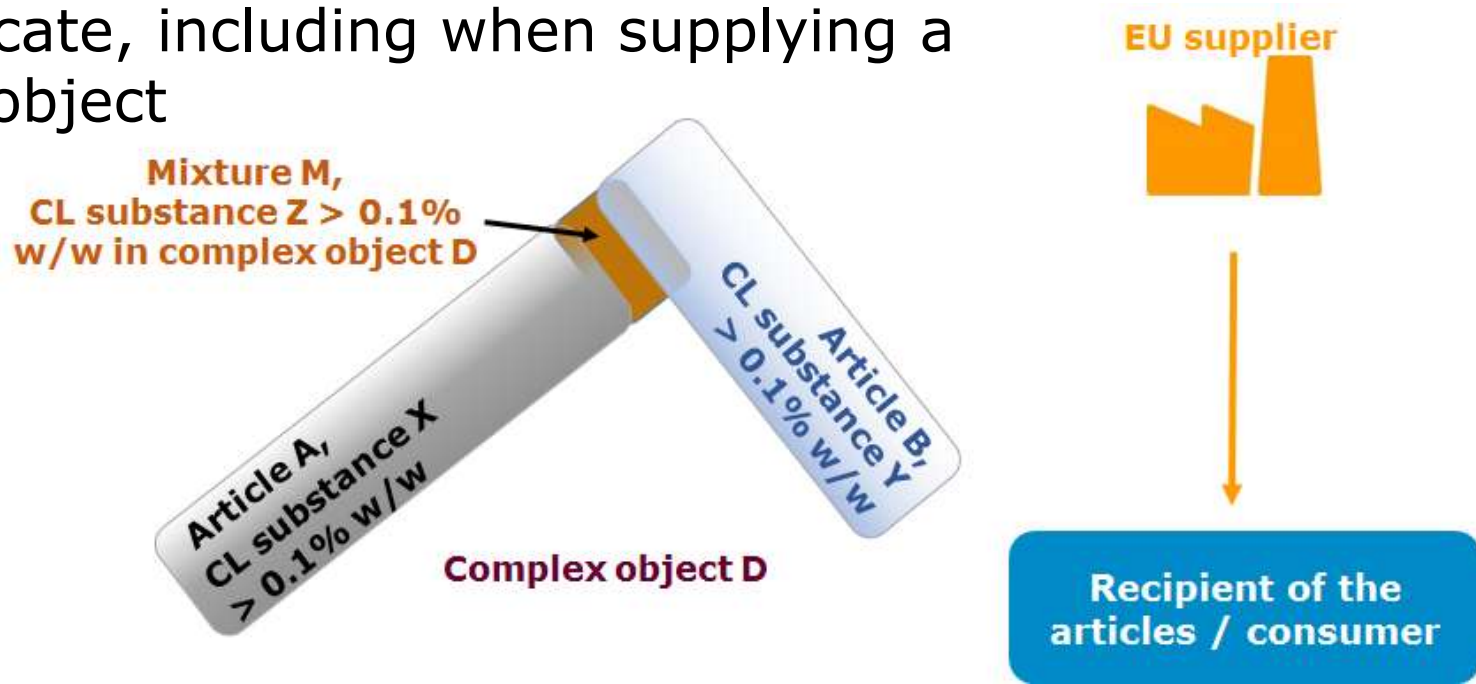 cate, including when supplying a
object
EU supplier
Mixture M,
CL substance Z > 0.1%
w/w in complex object D
Article A,
CL substance X
> 0.1% w/w
Article B,
CL substance Y
> 0.1% w/w
Complex object D
Recipient of the
articles / consumer